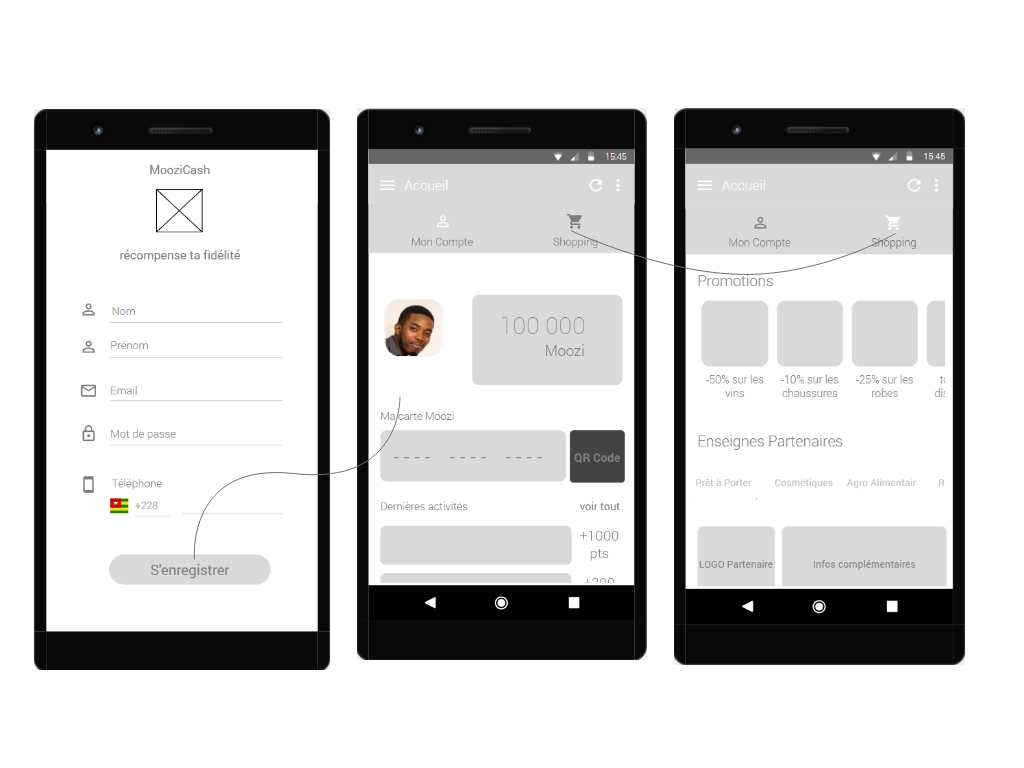 MooziCash
récompense ta fidélité
Nom
Prénom
Email
Mot de passe
Téléphone
+228
S'enregistrer
15:45
Accueil
Mon Compte
Shopping
100 000
Moozi
Ma carte Moozi
---- ---- ----
QR Code
Dernières activités
voir tout
+1000
pts
+200
15:45
Accueil
Mon Compte
Shopping
Promotions
-50% sur les
vins
-10% sur les
chaussures
-25% sur les
robes
Enseignes Partenaires
Prêt à Porter
Cosmétiques
Agro Alimentair
R
LOGO Partenaire
Infos complémentaires